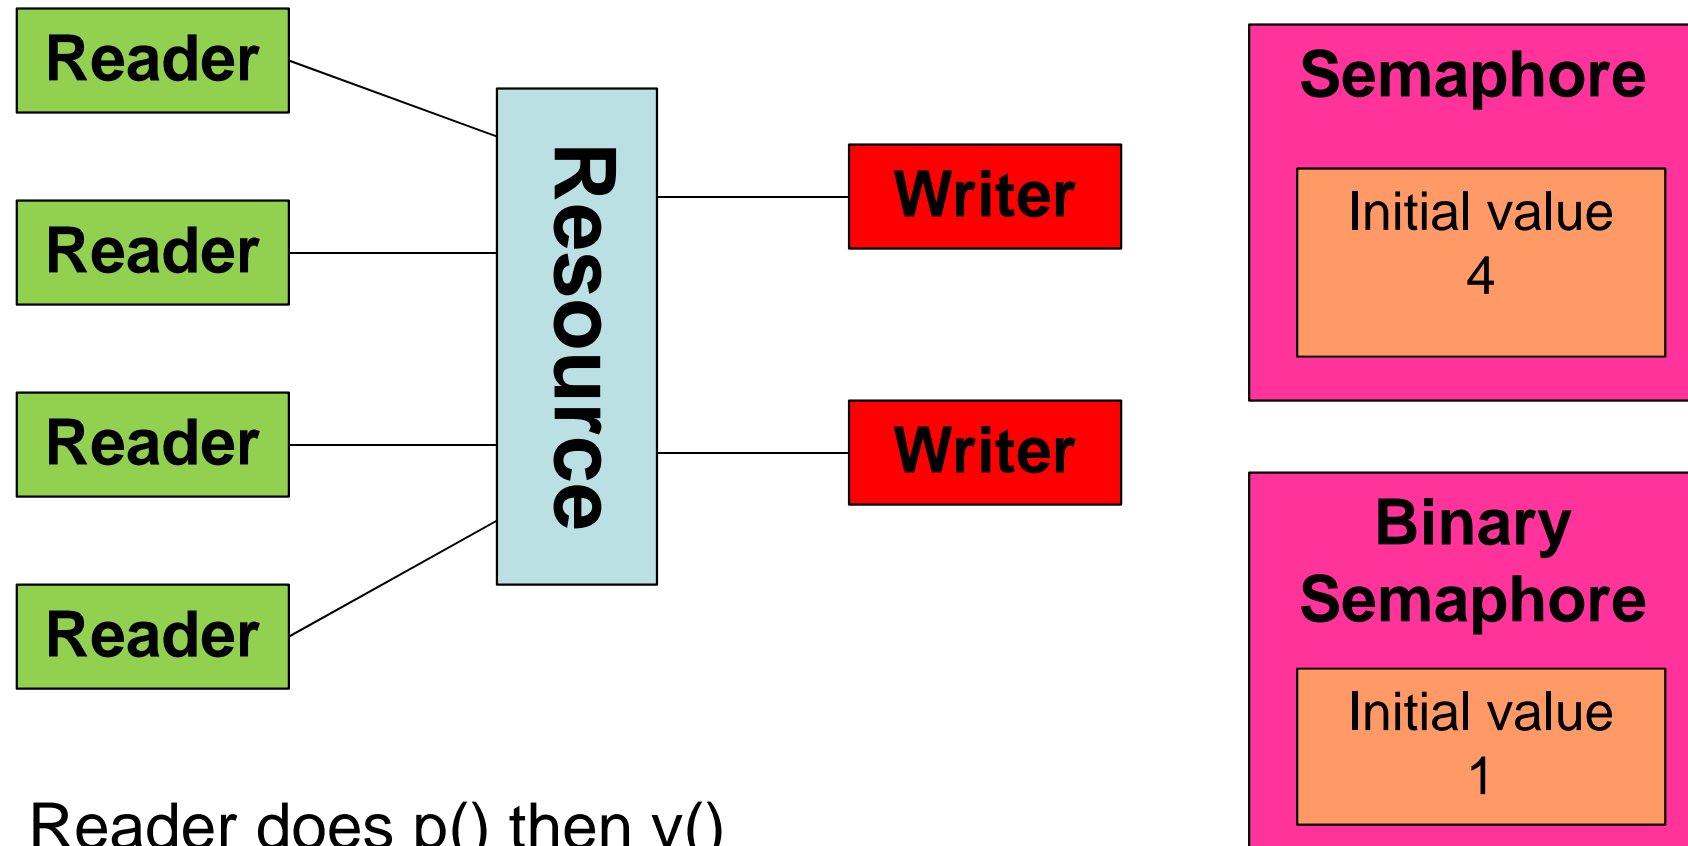 Reader
Reader
Reader
Reader
Resource
Writer
Writer
Semaphore
Initial value
4
Binary
Semaphore
Initial value
1
Reader does p() then v()